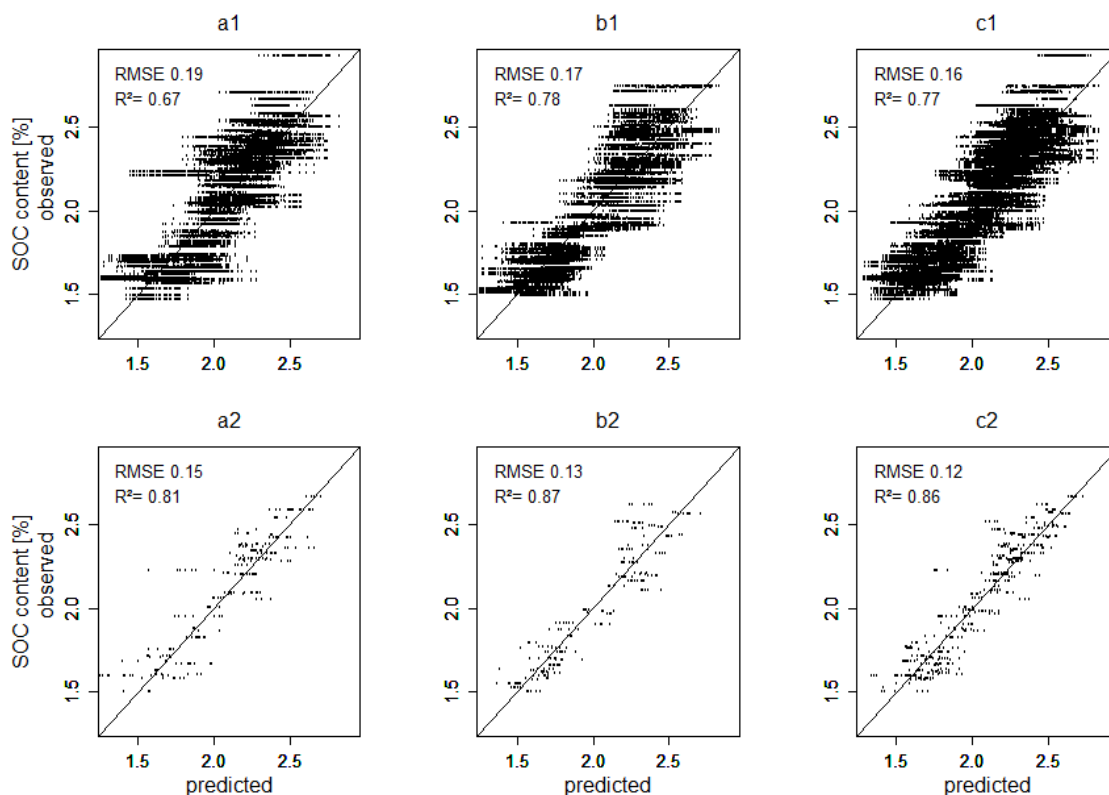 a1
b1
c1
RMSE 0.19
R²= 0.67
RMSE 0.17
R²= 0.78
RMSE 0.16
R²= 0.77
SOC content [%]
observed
2.5
2.0
1.5
2.5
2.0
1.5
2.5
2.0
1.5
1.5 2.0 2.5
1.5 2.0 2.5
1.5 2.0 2.5
a2
b2
c2
RMSE 0.15
R²= 0.81
RMSE 0.13
R²= 0.87
RMSE 0.12
R²= 0.86
SOC content [%]
observed
2.5
2.0
1.5
2.5
2.0
1.5
2.5
2.0
1.5
1.5 2.0 2.5
1.5 2.0 2.5
1.5 2.0 2.5
predicted
predicted
predicted